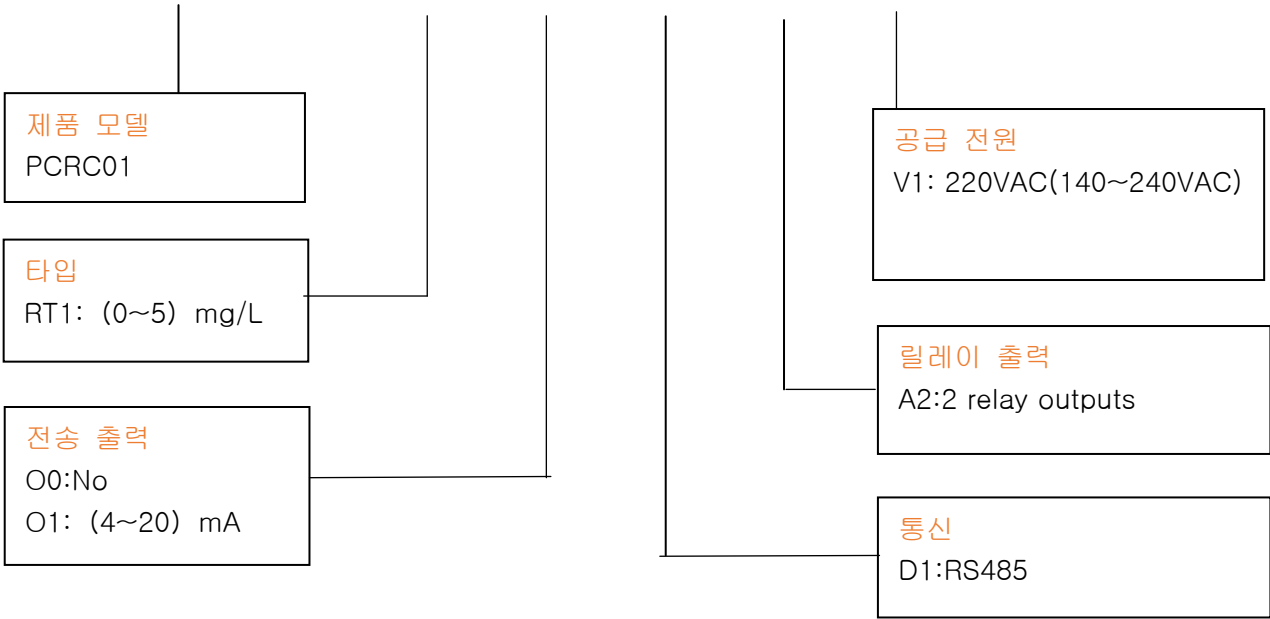 제품 모델
PCRC01
타입
RT1: (0~5) mg/L
전송 출력
O0:No
O1: (4~20) mA
공급 전원
V1: 220VAC(140~240VAC)
릴레이 출력
A2:2 relay outputs
통신
D1:RS485